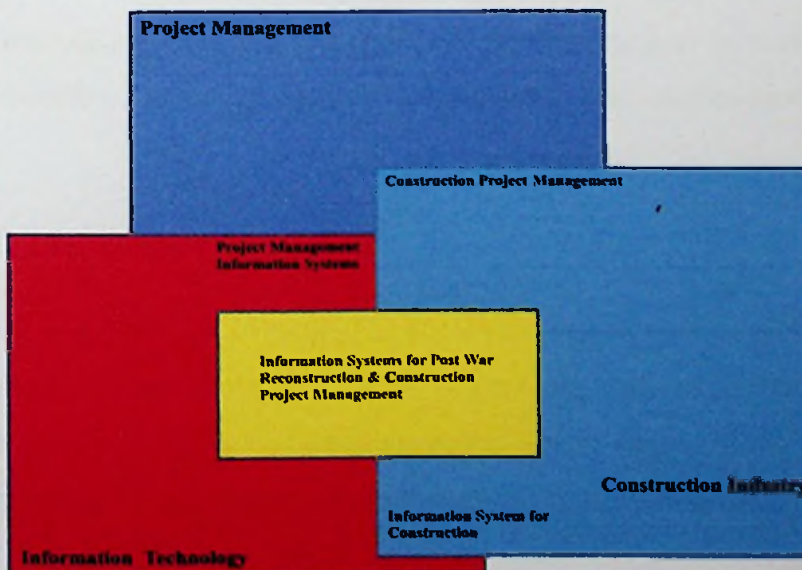 Project Management
Construction Project Management
Project Management
Information Systems
Information Systems for Post War
Reconstruction & Construction
Project Management
Construction Industry
Information System for
Construction
Information Technology